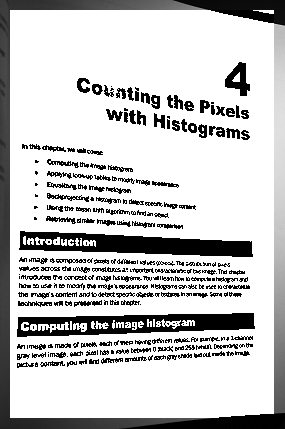 4
Counting the Pixels
with Histograms
In this chapter, we will cover:
Computing the image histogram
Applying look-up tables to modify image appearance
Equalizing the image histogram
Backprojecting a histogram to detect specific image content
Using the mean shift algorithm to find an object
Retrieving similar images using histogram comparison
Introduction
An image is composed of pixels of different values (colors). The distribution of pixel
values across the image constitutes an important characteristic of this image. This chapter
introduces the concept of image histograms. You will learn how to compute a histogram and
how to use it to modify the image's appearance. Histograms can also be used to characterize
the image's content and to detect specific objects or textures in an image. Some of these
techniques will be presented in this chapter.
Computing the image histogram
An image is made of pixels, each of them having different values. For example, in a 1-channel
gray level image, each pixel has a value between 0 (black) and 255 (white). Depending on the
picture content, you will find different amounts of each gray shade laid out inside the image.